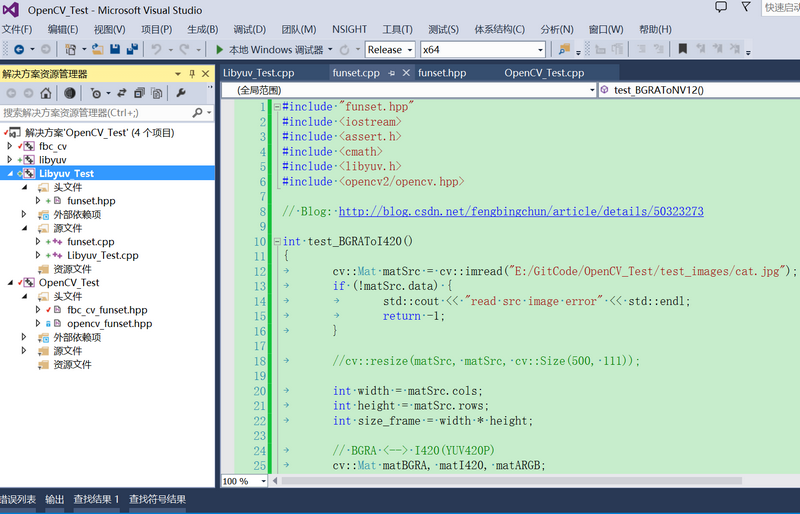 OpenCV_Test - Microsoft Visual Studio
快速启动
文件(F) 编辑(E) 视图(V) 项目(P) 生成(B) 调试(D) 团队(M) NSIGHT 工具(T) 测试(S) 体系结构(C) 分析(N) 窗口(W) 帮助(H)
本地 Windows 调试器 Release x64
解决方案资源管理器
搜索解决方案资源管理器(Ctrl+;)
解决方案'OpenCV_Test' (4 个项目)
fbc_cv
libyuv
Libyuv_Test
头文件
funset.hpp
外部依赖项
源文件
funset.cpp
Libyuv_Test.cpp
资源文件
OpenCV_Test
头文件
fbc_cv_funset.hpp
opencv_funset.hpp
外部依赖项
源文件
资源文件
Libyuv_Test.cpp funset.cpp funset.hpp OpenCV_Test.cpp
(全局范围) test_BGRAToNV12()
1 #include "funset.hpp"
2 #include <iostream>
3 #include <assert.h>
4 #include <cmath>
5 #include <libyuv.h>
6 #include <opencv2/opencv.hpp>
7
8 // Blog: http://blog.csdn.net/fengbingchun/article/details/50323273
9
10 int test_BGRAToI420()
11 {
12 cv::Mat matSrc = cv::imread("E:/GitCode/OpenCV_Test/test_images/cat.jpg");
13 if (!matSrc.data) {
14 std::cout << "read src image error" << std::endl;
15 return -1;
16 }
17
18 //cv::resize(matSrc, matSrc, cv::Size(500, 111));
19
20 int width = matSrc.cols;
21 int height = matSrc.rows;
22 int size_frame = width * height;
23
24 // BGRA <--> I420(YUV420P)
25 cv::Mat matBGRA, matI420, matARGB;
100 %
错误列表 输出 查找结果 1 查找符号结果